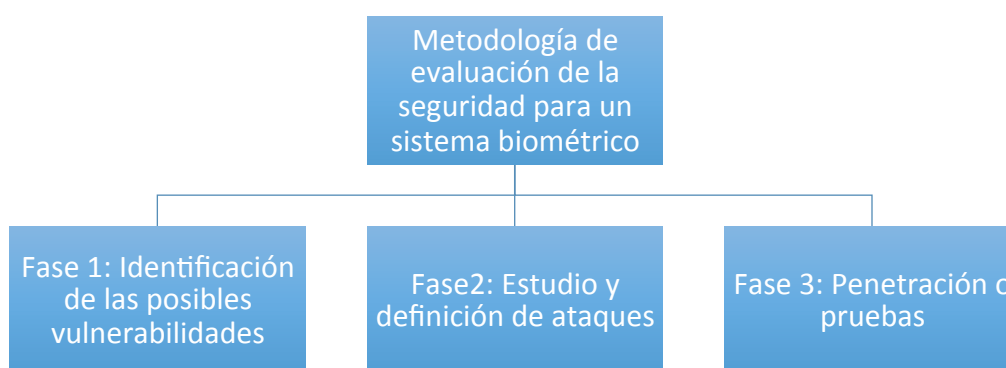 Metodología de
evaluación de la
seguridad para un
sistema biométrico
Fase 1: Identificación
de las posibles
vulnerabilidades
Fase2: Estudio y
definición de ataques
Fase 3: Penetración o
pruebas